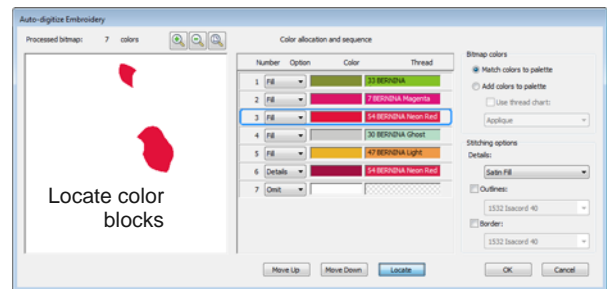 Auto-digitize Embroidery
Processed bitmap: 7 colors
Color allocation and sequence
Number Option Color Thread
1 Fill 33 BERNINA
2 Fill 7 BERNINA Magenta
3 Fill 54 BERNINA Neon Red
4 Fill 30 BERNINA Ghost
5 Fill 47 BERNINA Light
6 Details 54 BERNINA Neon Red
7 Omit
Locate color
blocks
Bitmap colors
Match colors to palette
Add colors to palette
Use thread chart:
Applique
Stitching options
Details:
Satin Fill
Outlines:
1532 Isacord 40
Border:
1532 Isacord 40
Move Up Move Down Locate OK Cancel